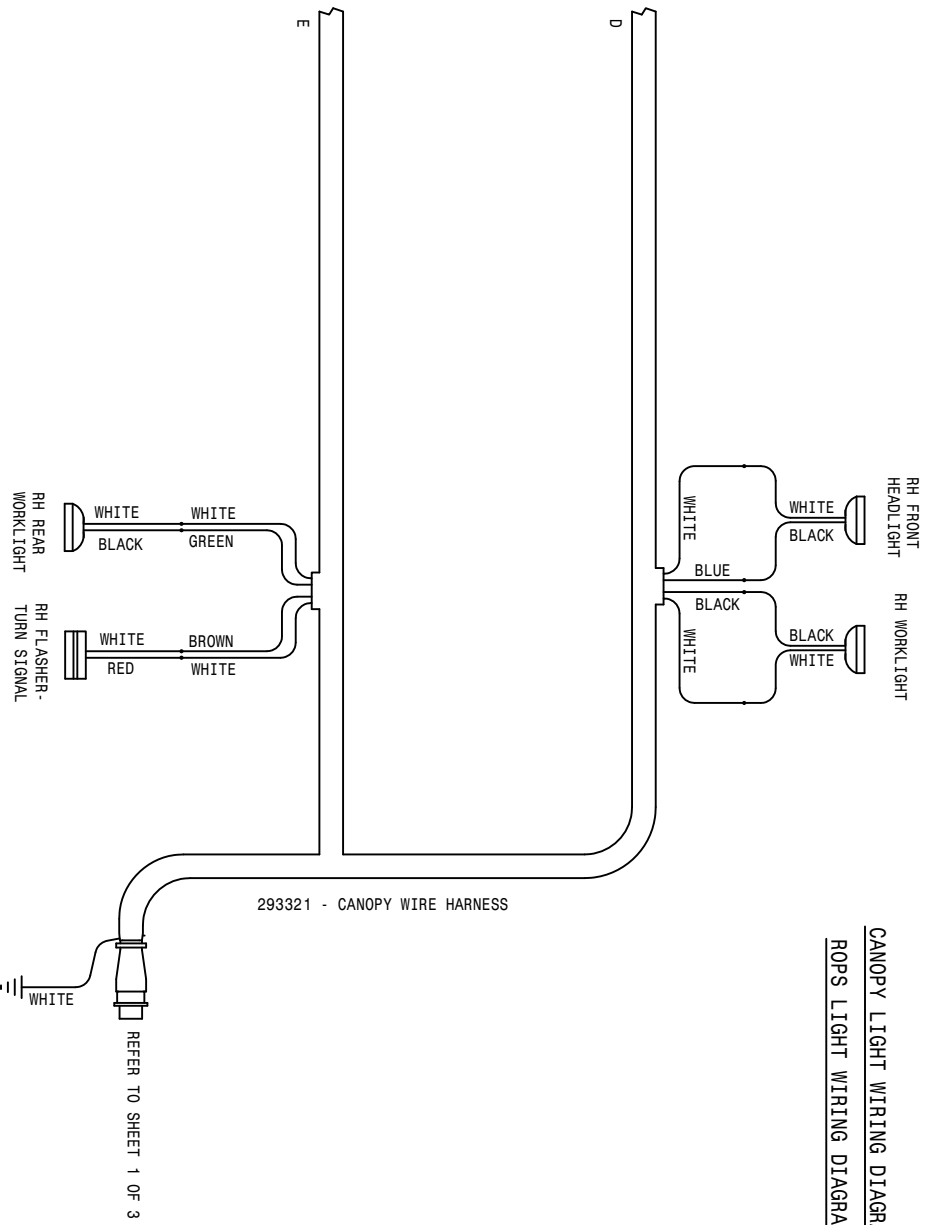 E
D
RH FRONT
HEADLIGHT
RH WORKLIGHT
WHITE
BLACK
BLACK
WHITE
WHITE
BLUE
BLACK
WHITE
WHITE
BLACK
WHITE
GREEN
WHITE
RED
BROWN
WHITE
RH REAR
WORKLIGHT
RH FLASHER-
TURN SIGNAL
293321 - CANOPY WIRE HARNESS
WHITE
REFER TO SHEET 1 OF 3
CANOPY LIGHT WIRING DIAGR
ROPS LIGHT WIRING DIAGRA